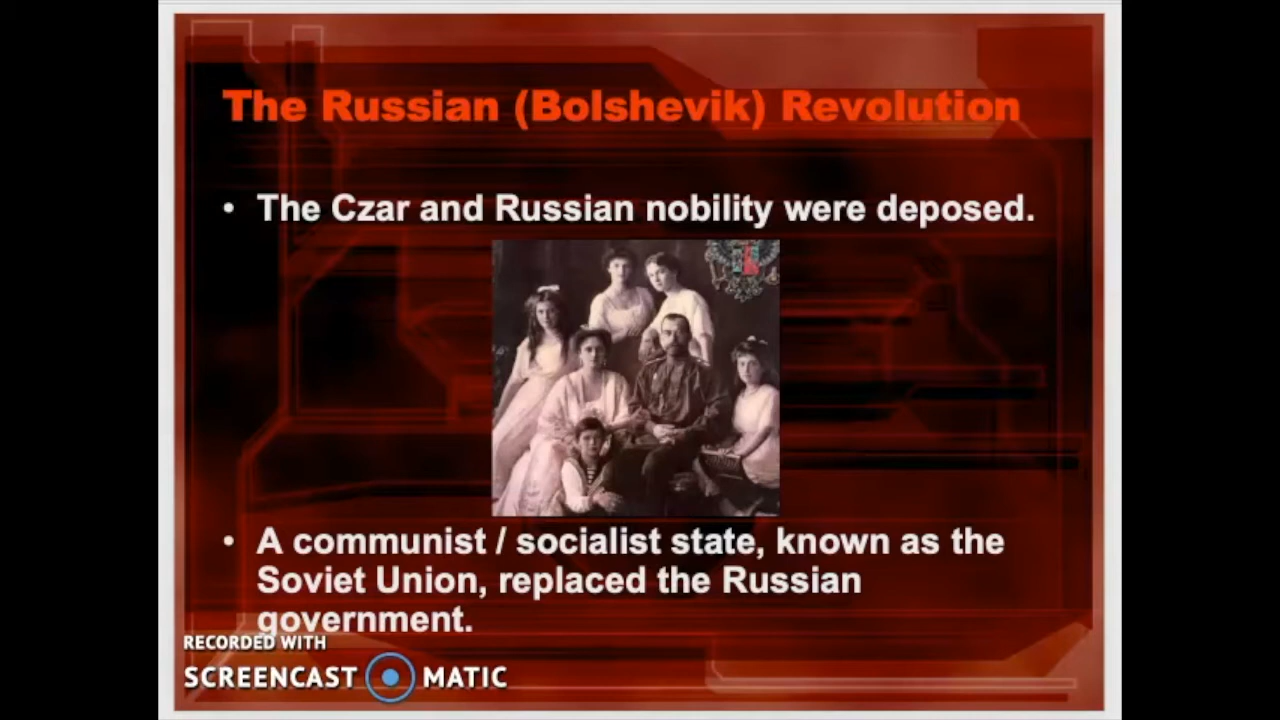 The Russian (Bolshevik) Revolution
• The Czar and Russian nobility were deposed.
• A communist / socialist state, known as the
Soviet Union, replaced the Russian
government.
RECORDED WITH
SCREENCAST MATIC